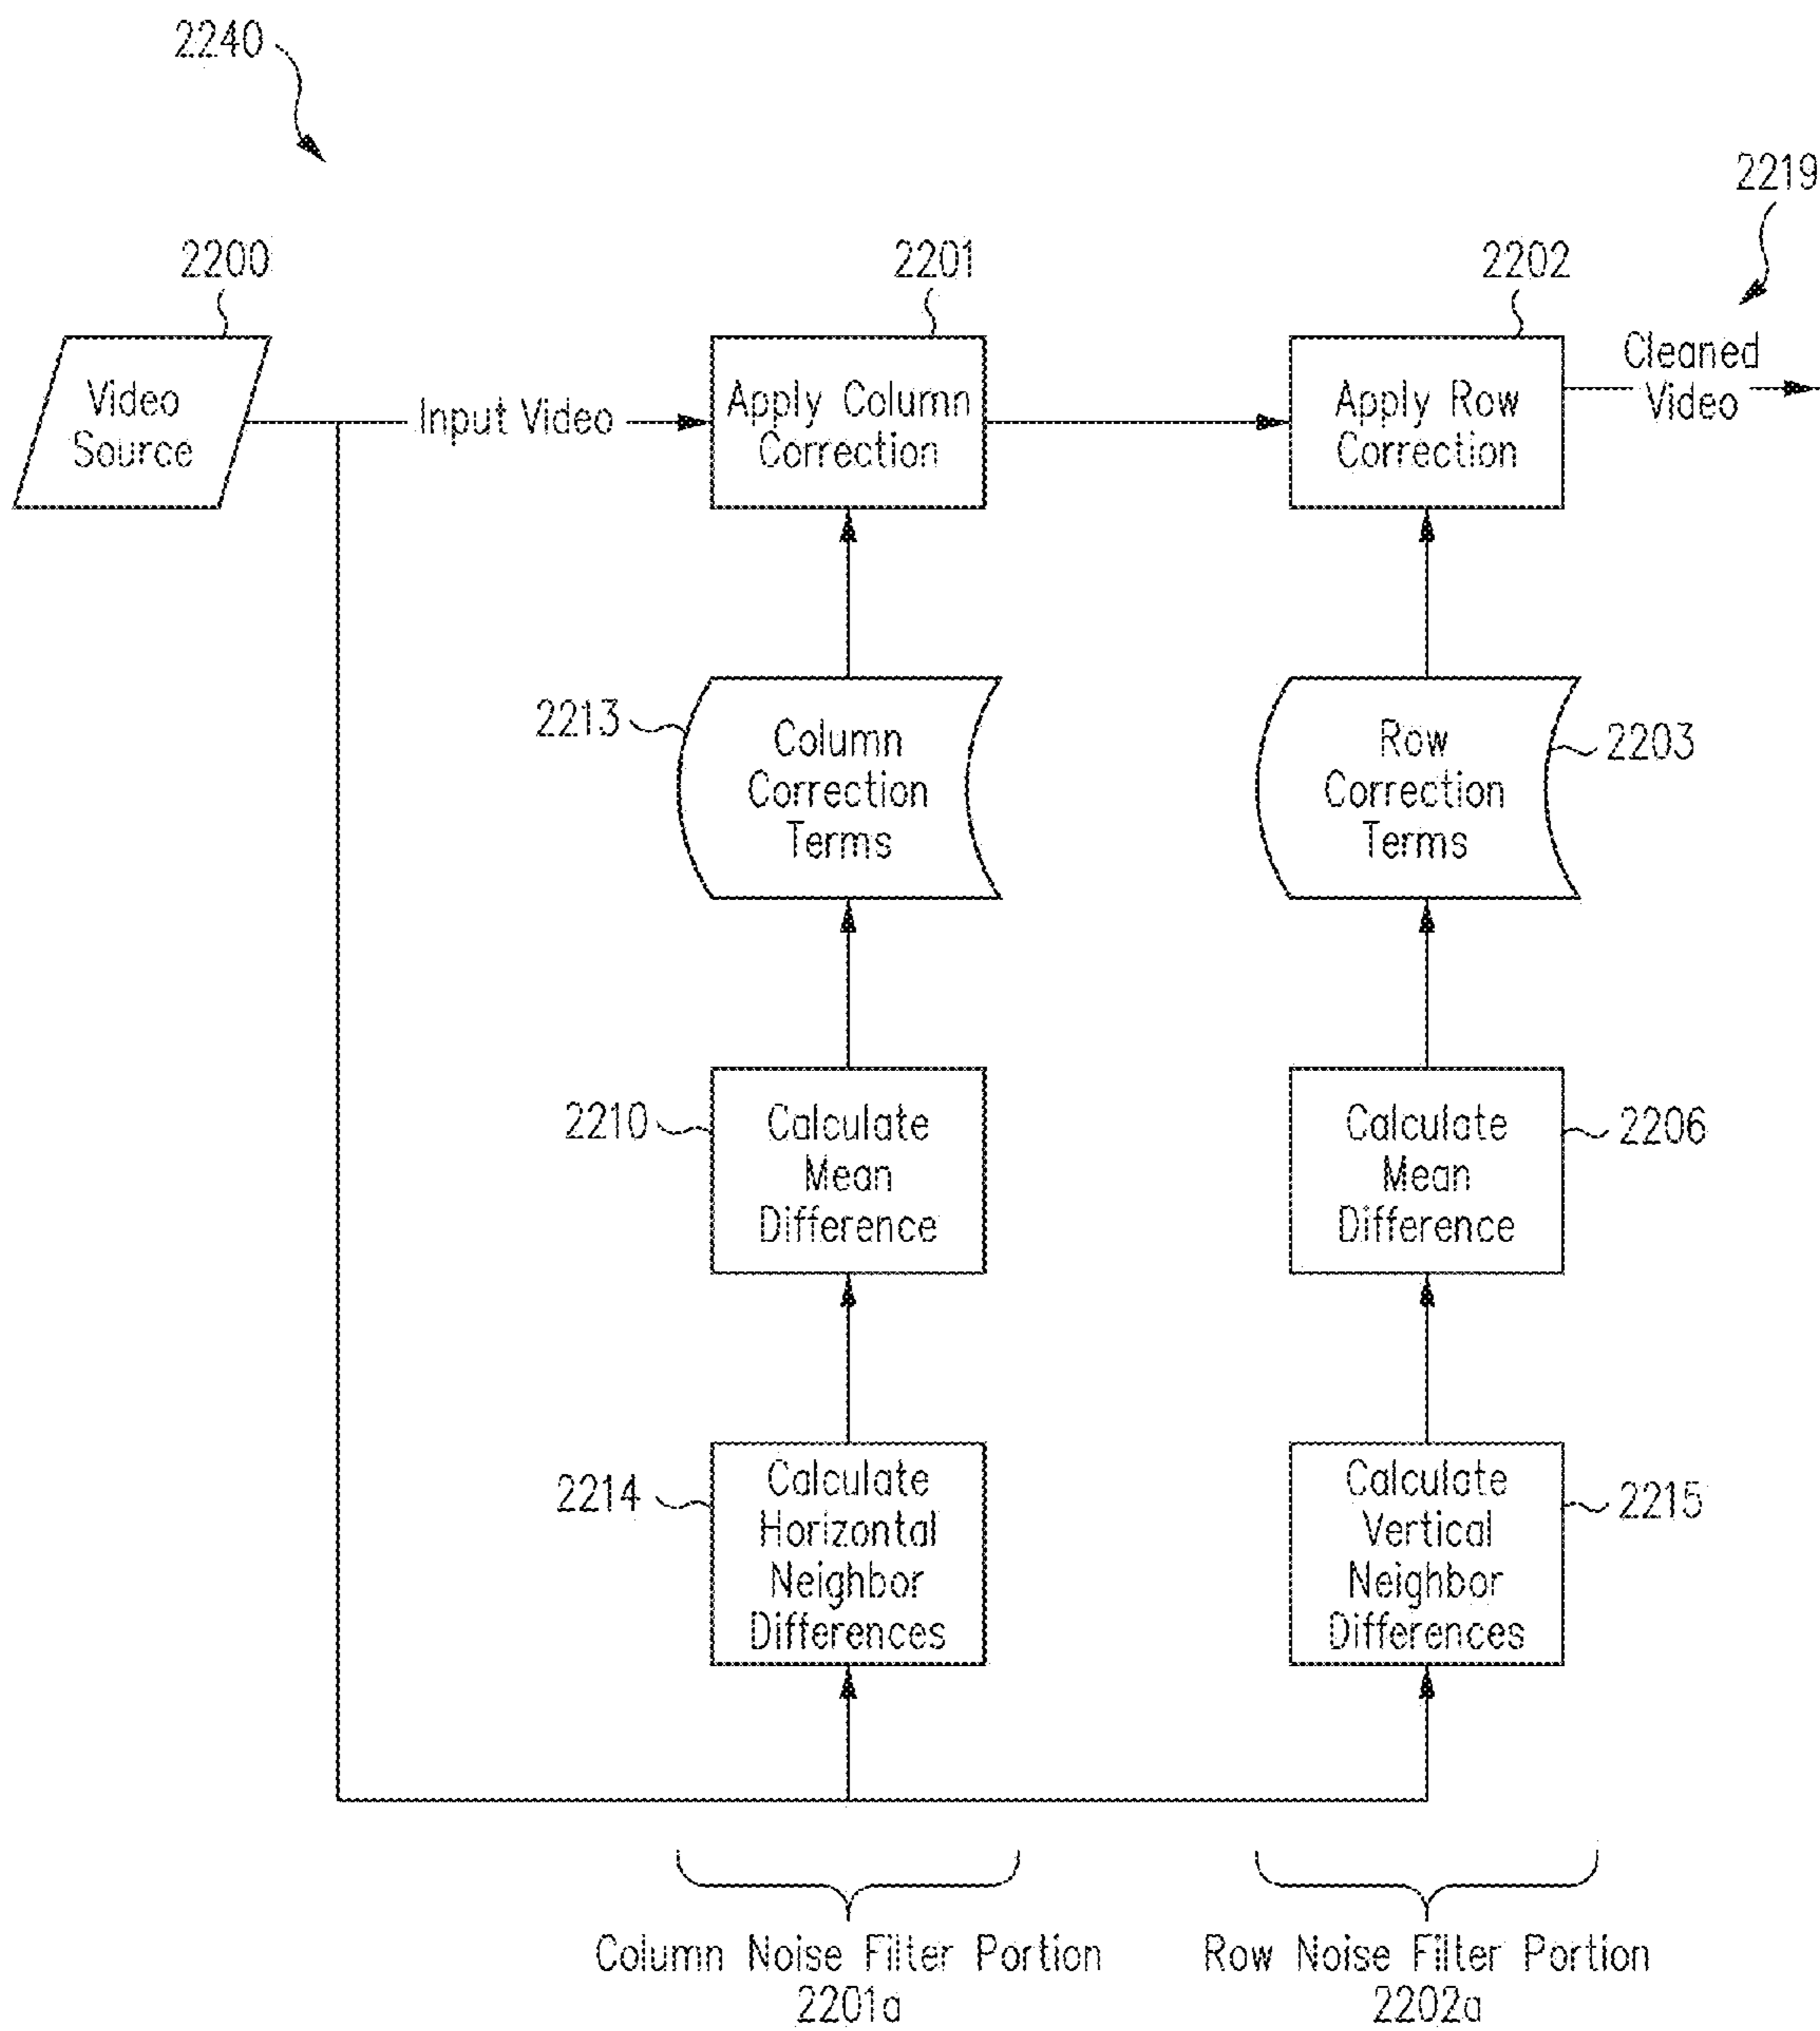 2240
2219
2200
2201
2202
Video
Source
Input Video
Apply Column
Correction
Apply Row
Correction
Cleaned
Video
2213
Column
Correction
Terms
Row
Correction
Terms
2203
2210
Calculate
Mean
Difference
Calculate
Mean
Difference
2206
2214
Calculate
Horizontal
Neighbor
Differences
Calculate
Vertical
Neighbor
Differences
2215
Column Noise Filter Portion
2201a
Row Noise Filter Portion
2202a